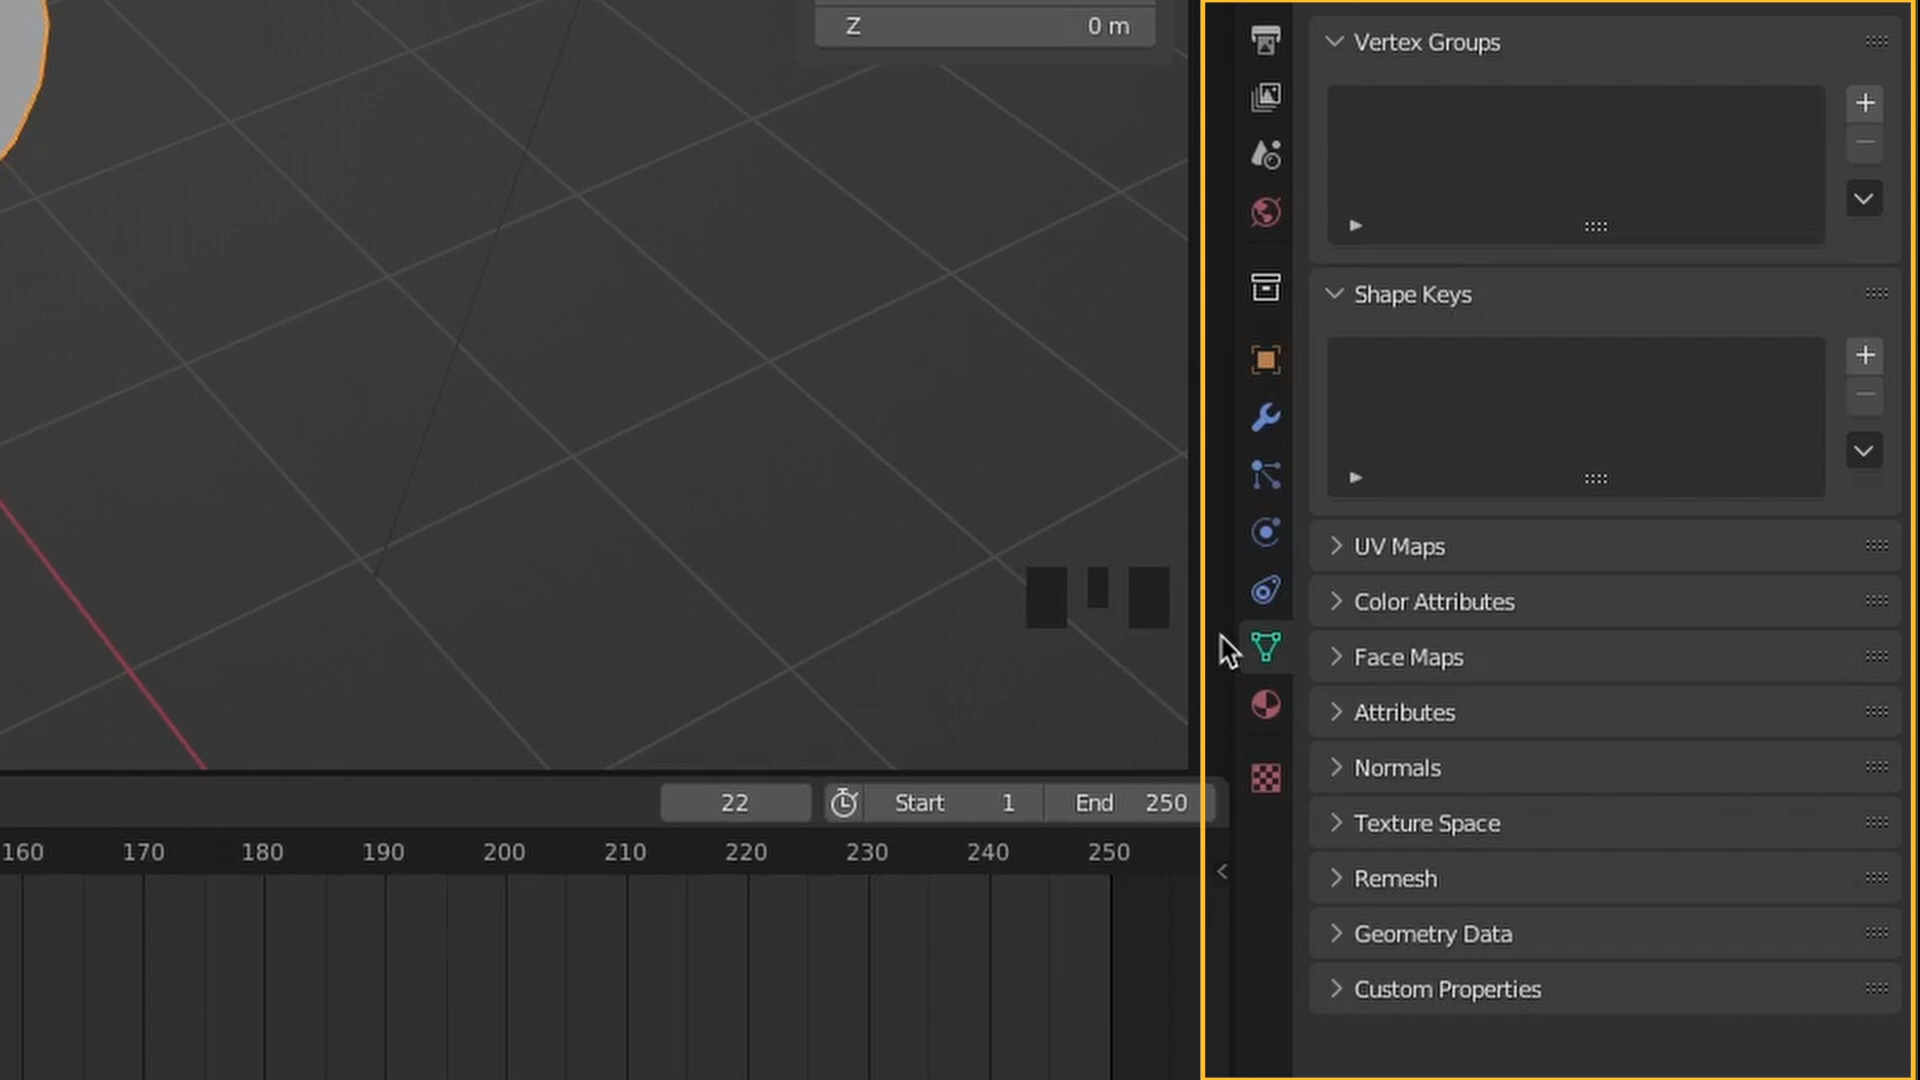 Z 0 m
22 Start 1 End 250
160 170 180 190 200 210 220 230 240 250
Vertex Groups
Shape Keys
UV Maps
Color Attributes
Face Maps
Attributes
Normals
Texture Space
Remesh
Geometry Data
Custom Properties